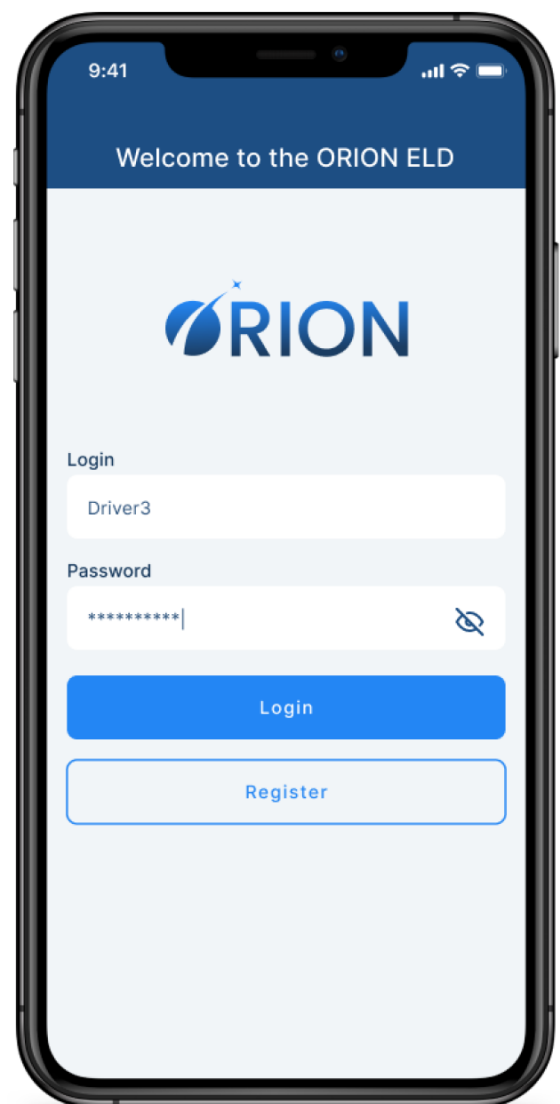 9:41
Welcome to the ORION ELD
ORION
Login
Driver3
Password
**********
Login
Register